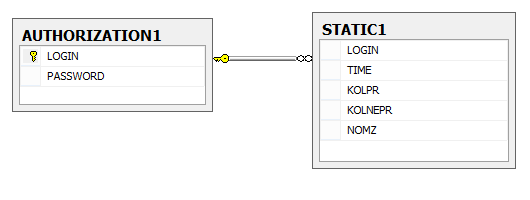 AUTHORIZATION1
LOGIN
PASSWORD
STATIC1
LOGIN
TIME
KOLPR
KOLNEPR
NOMZ